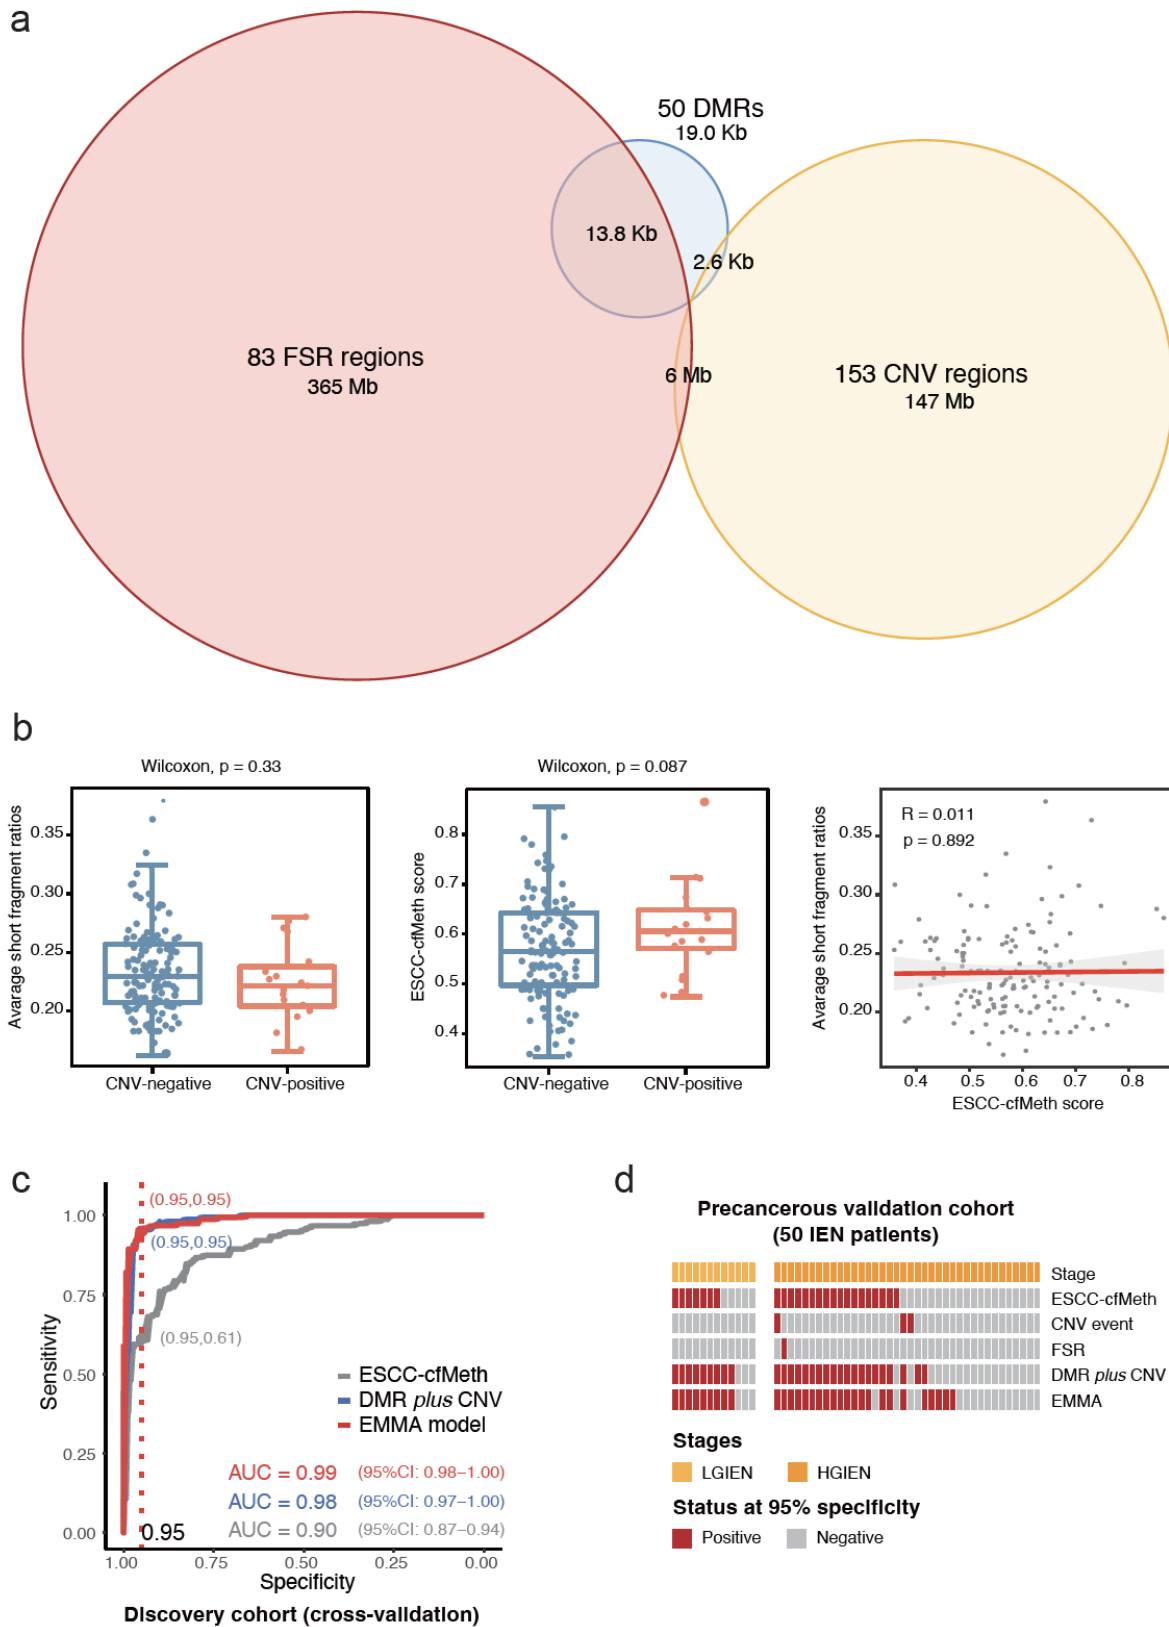 a
50 DMRs
19.0 Kb
13.8 Kb
2.6 Kb
83 FSR regions
365 Mb
6 Mb
153 CNV regions
147 Mb
b
Wilcoxon, p = 0.33
Avarage short fragment ratios
0.35
0.30
0.25
0.20
CNV-negative
CNV-positive
Wilcoxon, p = 0.087
ESCC-cfMeth score
0.8
0.7
0.6
0.5
0.4
CNV-negative
CNV-positive
R = 0.011
p = 0.892
Avarage short fragment ratios
0.35
0.30
0.25
0.20
0.4
0.5
0.6
0.7
0.8
ESCC-cfMeth score
c
(0.95,0.95)
(0.95,0.95)
(0.95,0.61)
Sensitivity
1.00
0.75
0.50
0.25
0.00
ESCC-cfMeth
DMR plus CNV
EMMA model
AUC = 0.99 (95%CI: 0.98–1.00)
AUC = 0.98 (95%CI: 0.97–1.00)
AUC = 0.90 (95%CI: 0.87–0.94)
0.95
1.00
0.75
0.50
0.25
0.00
Specificity
Discovery cohort (cross-validation)
d
Precancerous validation cohort
(50 IEN patients)
Stage
ESCC-cfMeth
CNV event
FSR
DMR plus CNV
EMMA
Stages
LGIEN
HGIEN
Status at 95% specificity
Positive
Negative